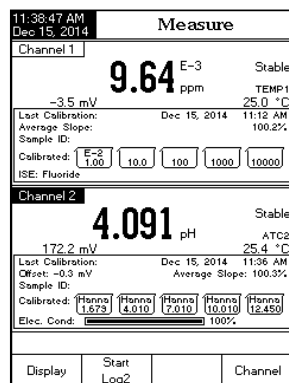 11:38:47 AM
Dec 15, 2014
Measure
Channel 1
9.64 E-3 ppm
Stable
TEMP1
-3.5 mV
25.0 °C
Last Calibration: Dec 15, 2014 11:12 AM
Average Slope: 100.2%
Sample ID:
Calibrated: E-2 1.00 10.0 100 1000 10000
ISE: Fluoride
Channel 2
4.091 pH
Stable
ATC2
172.2 mV
25.4 °C
Last Calibration: Dec 15, 2014 11:36 AM
Offset: -0.3 mV Average Slope: 100.3%
Sample ID:
Calibrated: Hanna 1.679 Hanna 4.010 Hanna 7.010 Hanna 10.010 Hanna 12.450
Elec. Cond: 100%
Display
Start Log2
Channel